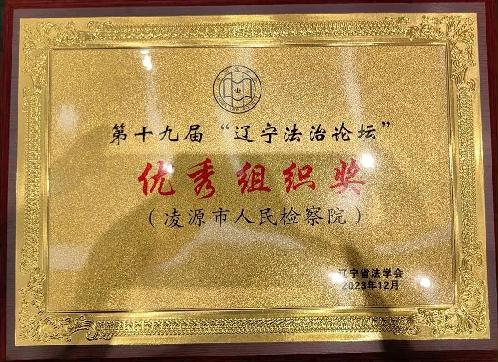 第十九届“辽宁法治论坛”
优秀组织奖
（凌源市人民检察院）
辽宁省法学会
2023年12月